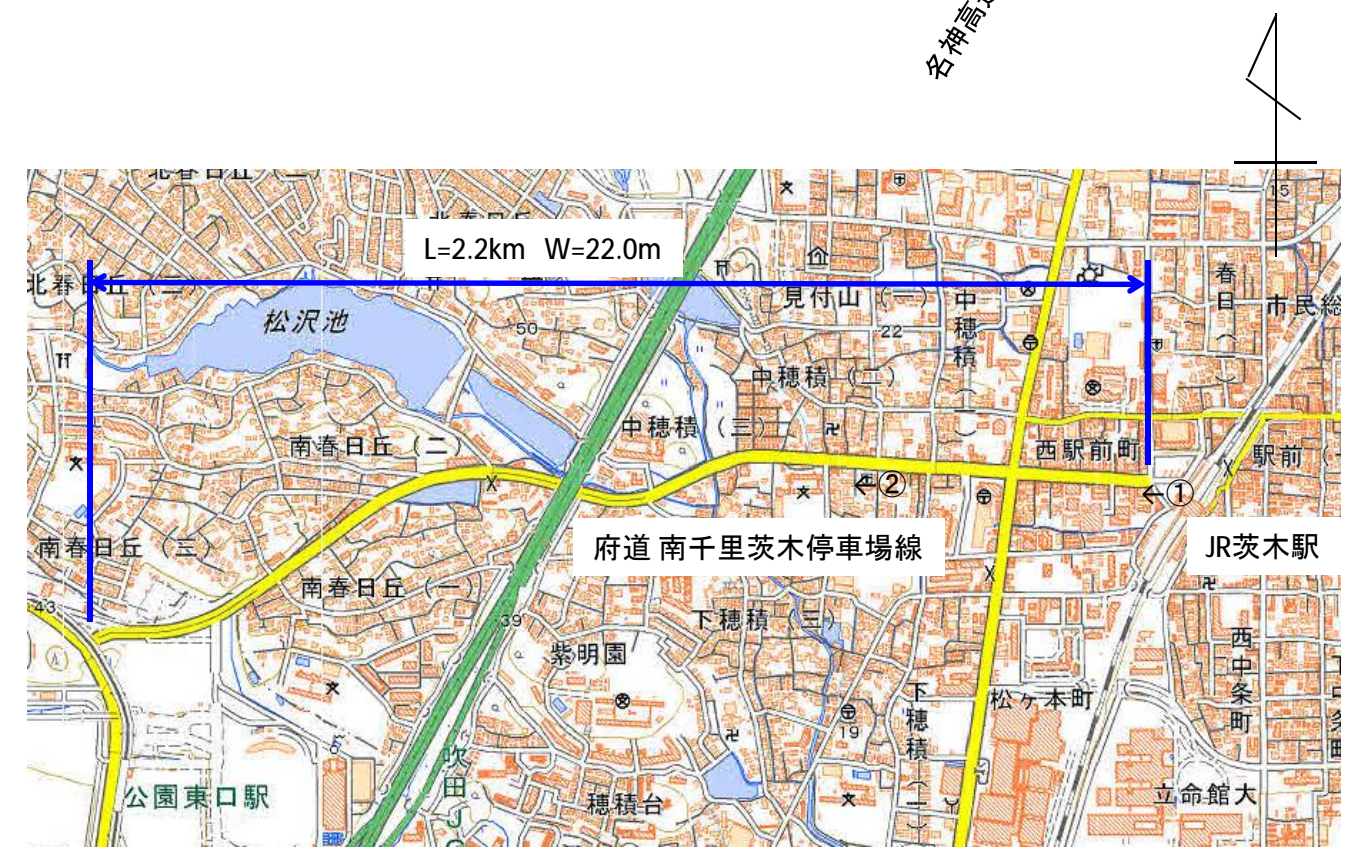 名神高速
15
北春日丘（二）
L=2.2km W=22.0m
北春日丘（三）
松沢池
50
見付山（一）
22
中穂積（一）
春日（一）
市民総
中穂積（二）
中穂積（三）
南春日丘（二）
西駅前町
駅前（一
←②
←①
南春日丘（三）
府道 南千里茨木停車場線
JR茨木駅
南春日丘（一）
43
39
下穂積（三）
紫明園
西中条町
松ケ本町
下穂積（二）
19
吹田JC
公園東口駅
穂積台
立命館大